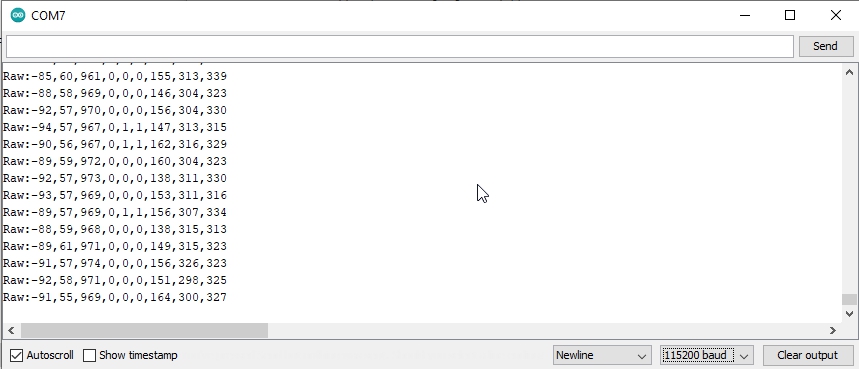 COM7
Send
Raw:-85,60,961,0,0,0,155,313,339
Raw:-88,58,969,0,0,0,146,304,323
Raw:-92,57,970,0,0,0,156,304,330
Raw:-94,57,967,0,1,1,147,313,315
Raw:-90,56,967,0,1,1,162,316,329
Raw:-89,59,972,0,0,0,160,304,323
Raw:-92,57,973,0,0,0,138,311,330
Raw:-93,57,969,0,0,0,153,311,316
Raw:-89,57,969,0,1,1,156,307,334
Raw:-88,59,968,0,0,0,138,315,313
Raw:-89,61,971,0,0,0,149,315,323
Raw:-91,57,974,0,0,0,156,326,323
Raw:-92,58,971,0,0,0,151,298,325
Raw:-91,55,969,0,0,0,164,300,327
Autoscroll Show timestamp Newline 115200 baud Clear output